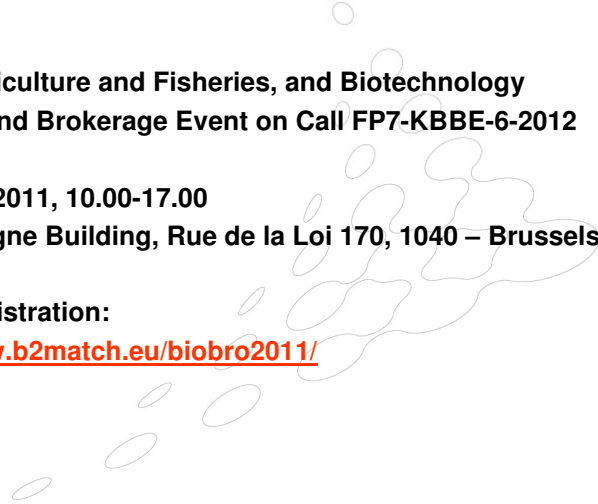 iculture and Fisheries, and Biotechnology
nd Brokerage Event on Call FP7-KBBE-6-2012
2011, 10.00-17.00
gne Building, Rue de la Loi 170, 1040 – Brussels
istration:
w.b2match.eu/biobro2011/